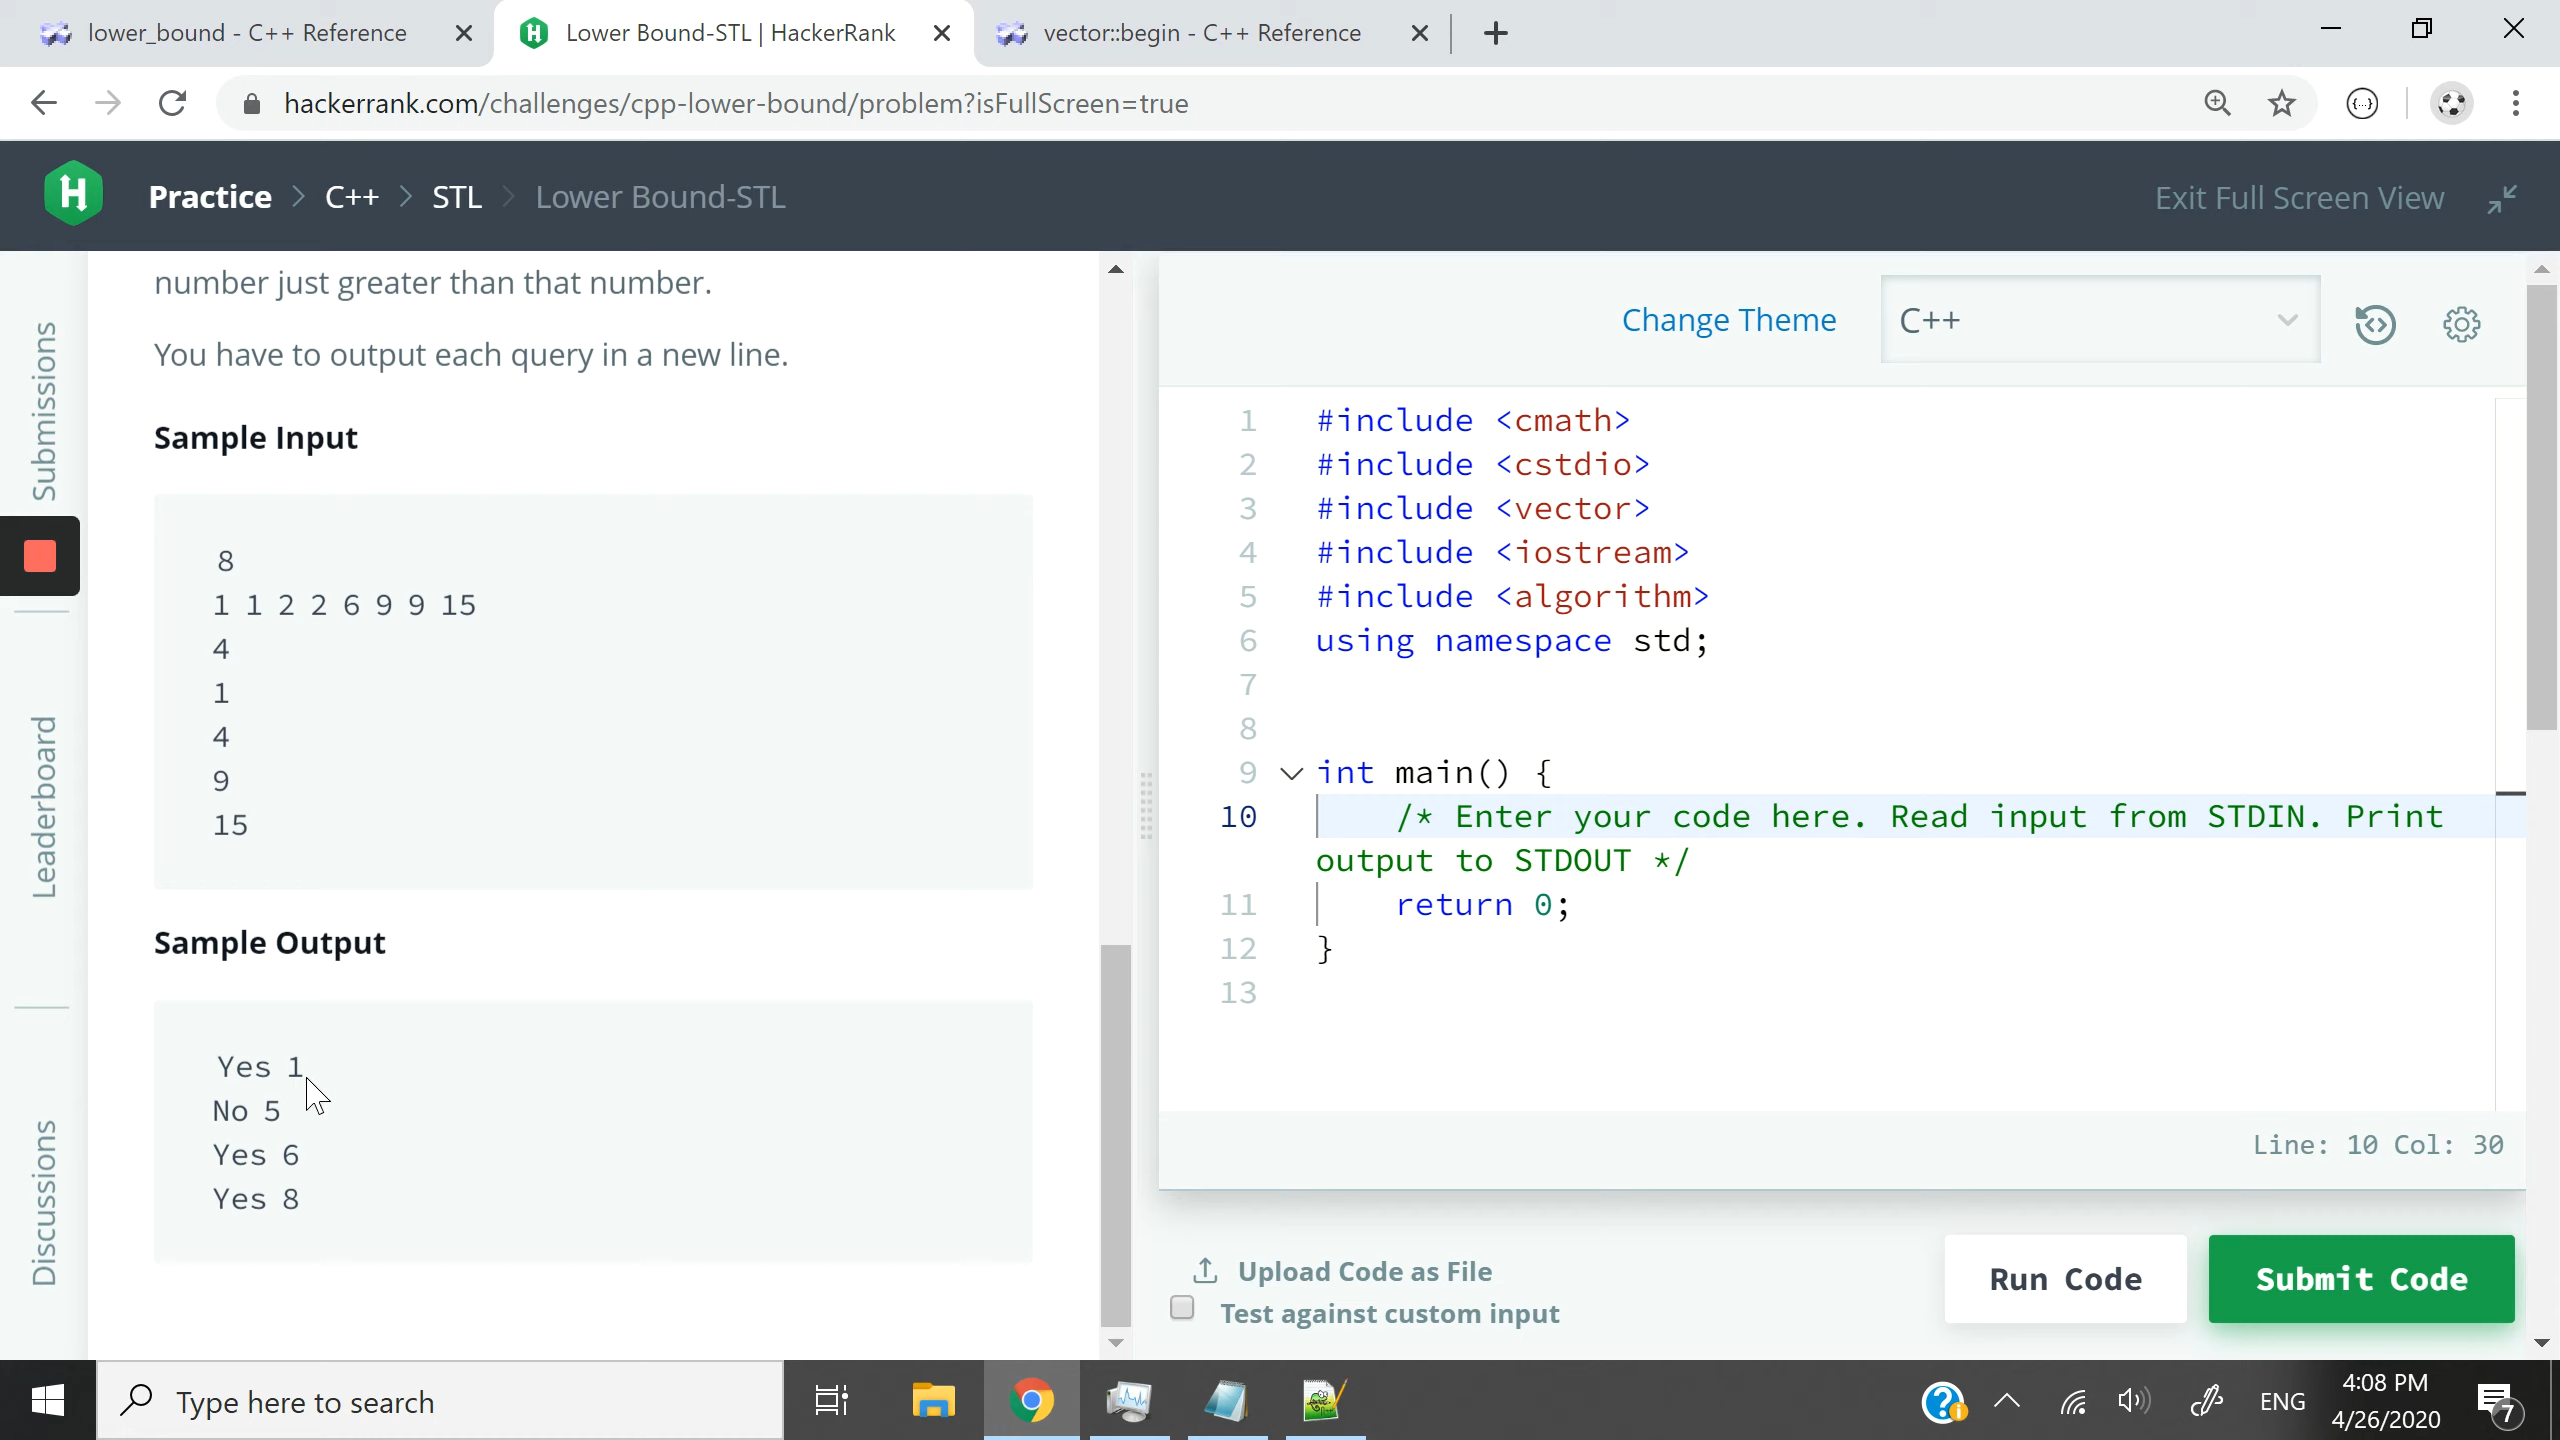 lower_bound - C++ Reference
Lower Bound-STL | HackerRank
vector::begin - C++ Reference
hackerrank.com/challenges/cpp-lower-bound/problem?isFullScreen=true
Practice > C++ > STL > Lower Bound-STL
Exit Full Screen View
Submissions
Leaderboard
Discussions
number just greater than that number.
You have to output each query in a new line.
Sample Input
8
1 1 2 2 6 9 9 15
4
1
4
9
15
Sample Output
Yes 1
No 5
Yes 6
Yes 8
Change Theme
C++
1 #include <cmath>
2 #include <cstdio>
3 #include <vector>
4 #include <iostream>
5 #include <algorithm>
6 using namespace std;
7
8
9 int main() {
10 /* Enter your code here. Read input from STDIN. Print
output to STDOUT */
11 return 0;
12 }
13
Line: 10 Col: 30
Upload Code as File
Test against custom input
Run Code
Submit Code
Type here to search
ENG
4:08 PM
4/26/2020
7